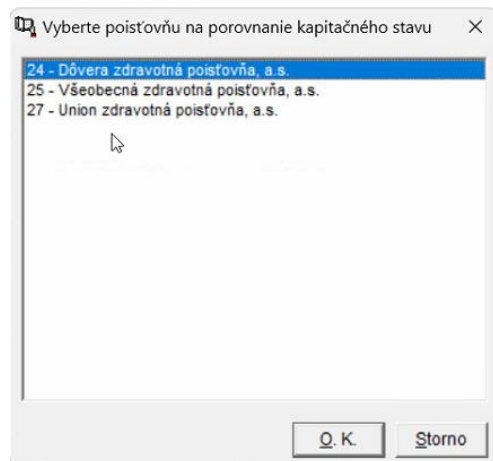 Vyberte poisťovňu na porovnanie kapitačného stavu
24 - Dôvera zdravotná poisťovňa, a.s.
25 - Všeobecná zdravotná poisťovňa, a.s.
27 - Union zdravotná poisťovňa, a.s.
O. K.
Storno